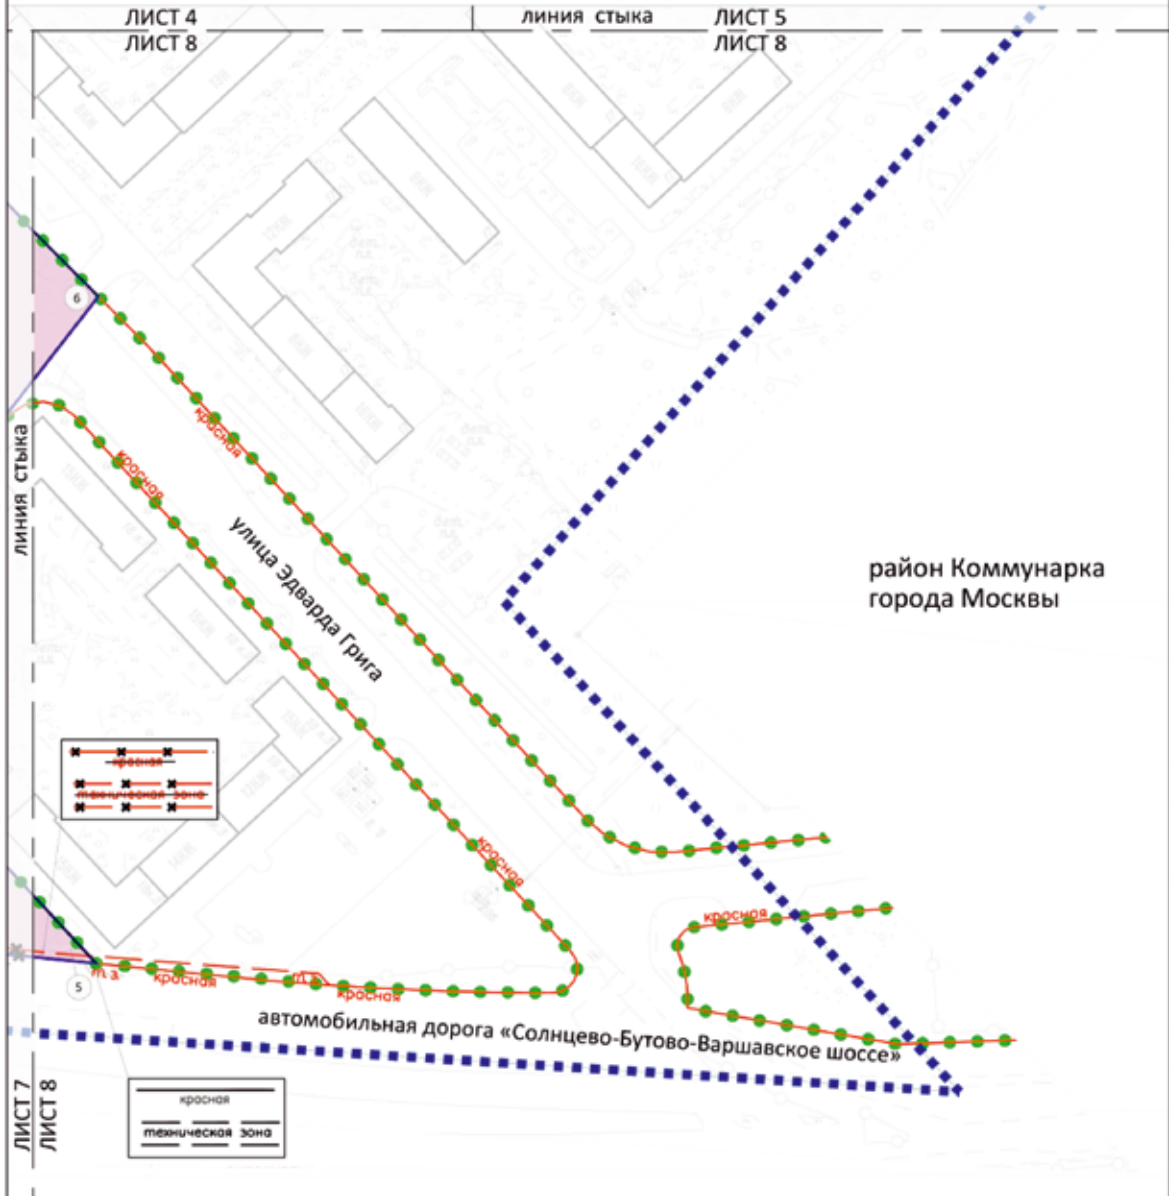 ЛИСТ 4
линия стыка
ЛИСТ 5
ЛИСТ 8
ЛИСТ 8
6
красная
красная
линия стыка
улица Эдварда Грига
район Коммунарка
города Москвы
красная
техническая зона
красная
красная
т.з.
красная
т.з.
красная
5
автомобильная дорога «Солнцево-Бутово-Варшавское шоссе»
ЛИСТ 7
ЛИСТ 8
красная
техническая зона